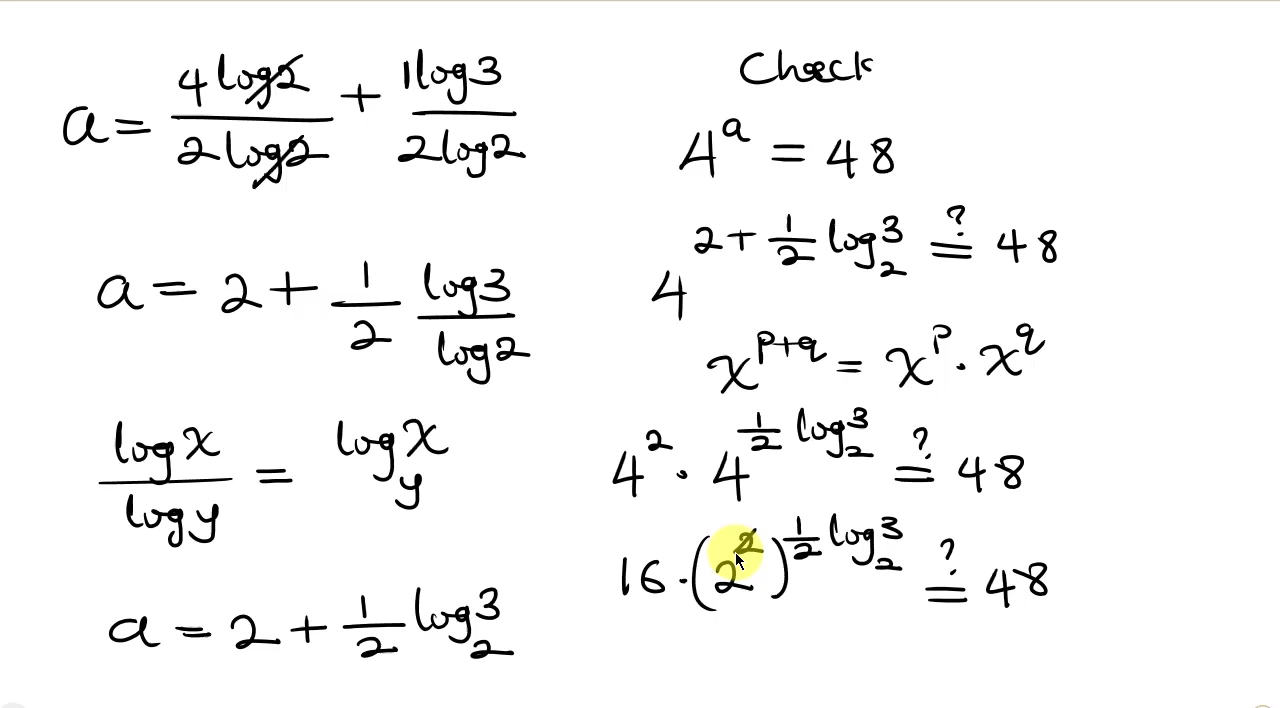 a = 4log2/2log2 + 1log3/2log2
a = 2 + 1/2 log3/log2
logx/logy = log_y x
a = 2 + 1/2 log_2 3
Check
4^a = 48
4^(2 + 1/2 log_2 3) =? 48
x^(p+q) = x^p · x^q
4^2 · 4^(1/2 log_2 3) =? 48
16 · (2^2)^(1/2 log_2 3) =? 48